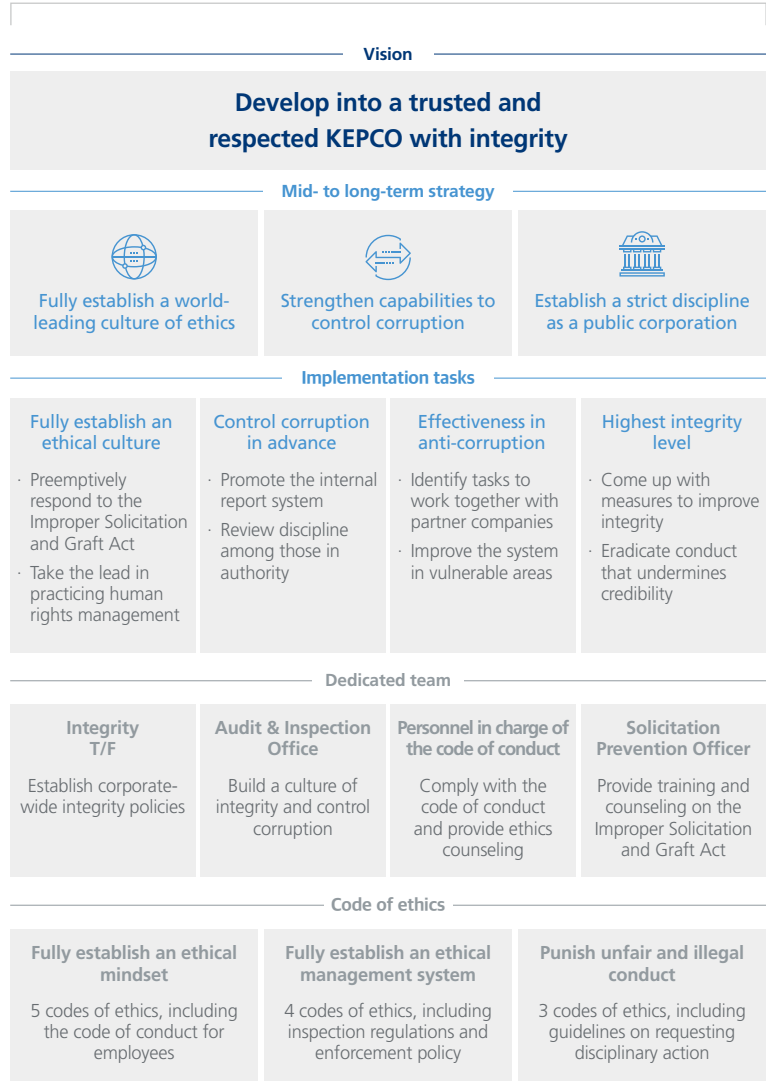 Vision
Develop into a trusted and
respected KEPCO with integrity
Mid- to long-term strategy
Fully establish a world-
leading culture of ethics
Strengthen capabilities to
control corruption
Establish a strict discipline
as a public corporation
Implementation tasks
Fully establish an
ethical culture
· Preemptively
respond to the
Improper Solicitation
and Graft Act
· Take the lead in
practicing human
rights management
Control corruption
in advance
· Promote the internal
report system
· Review discipline
among those in
authority
Effectiveness in
anti-corruption
· Identify tasks to
work together with
partner companies
· Improve the system
in vulnerable areas
Highest integrity
level
· Come up with
measures to improve
integrity
· Eradicate conduct
that undermines
credibility
Dedicated team
Integrity
T/F
Establish corporate-
wide integrity policies
Audit & Inspection
Office
Build a culture of
integrity and control
corruption
Personnel in charge of
the code of conduct
Comply with the
code of conduct
and provide ethics
counseling
Solicitation
Prevention Officer
Provide training and
counseling on the
Improper Solicitation
and Graft Act
Code of ethics
Fully establish an ethical
mindset
5 codes of ethics, including
the code of conduct for
employees
Fully establish an ethical
management system
4 codes of ethics, including
inspection regulations and
enforcement policy
Punish unfair and illegal
conduct
3 codes of ethics, including
guidelines on requesting
disciplinary action